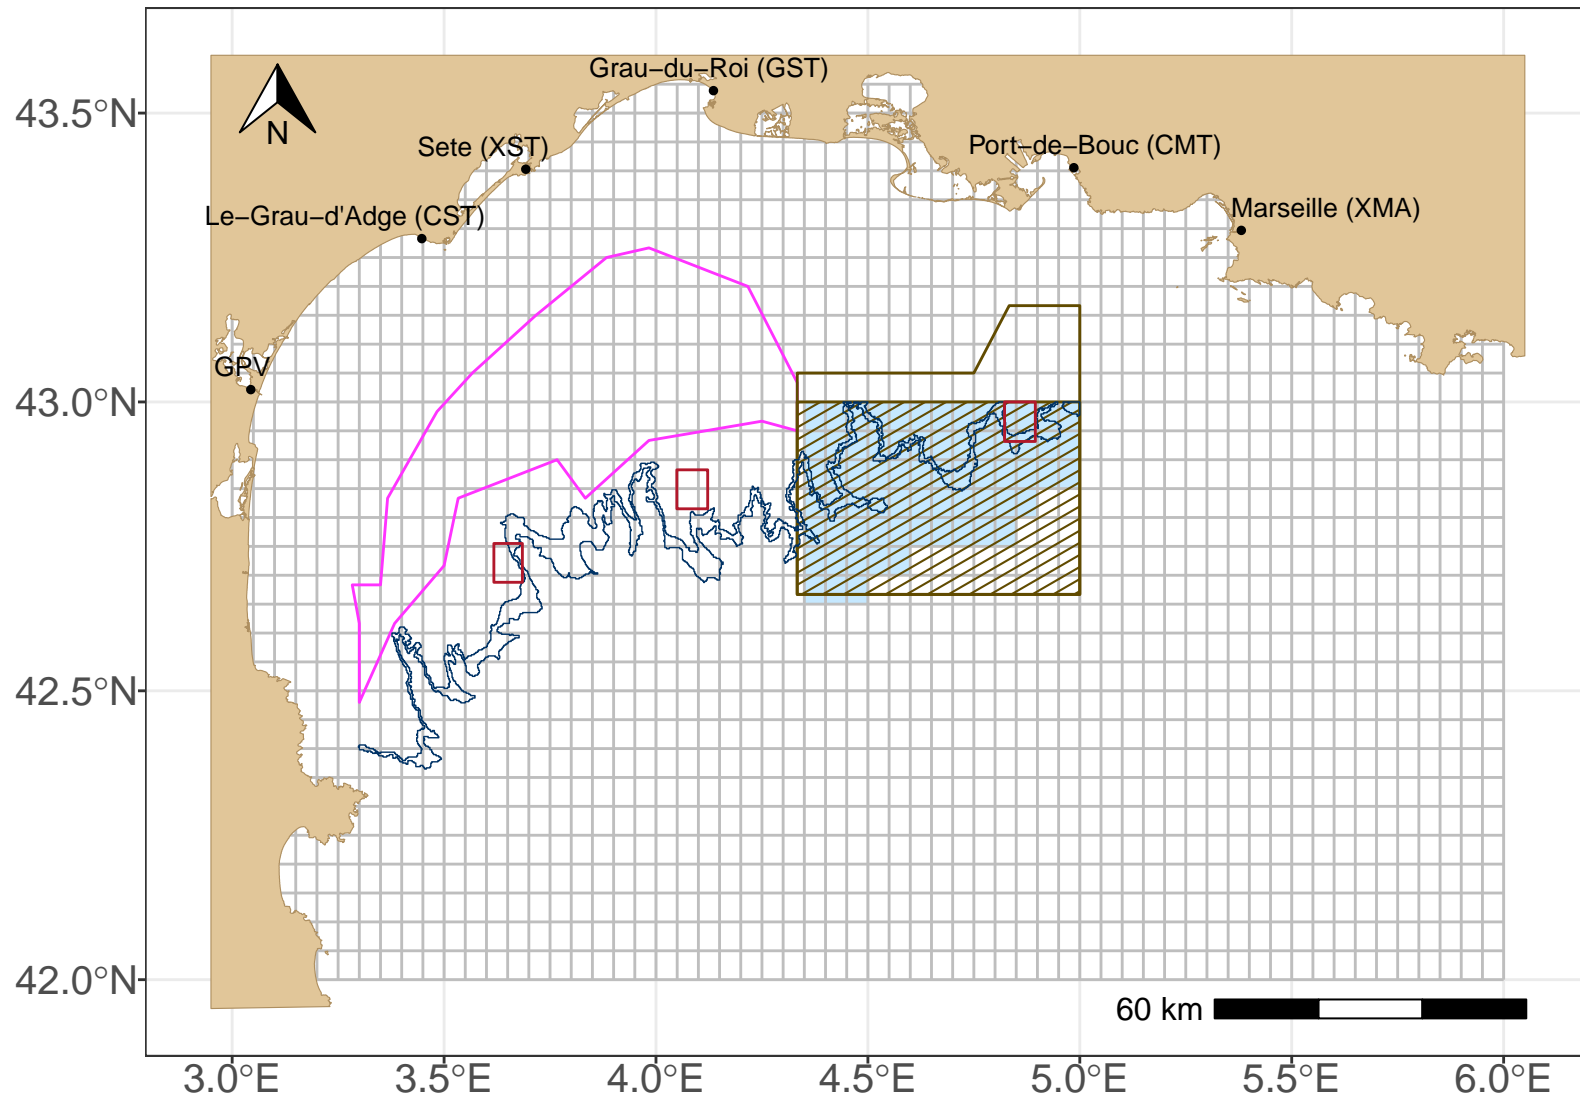 Grau−du−Roi (GST)
43.5°N
N
Sete (XST)
Port−de−Bouc (CMT)
Le−Grau−d'Adge (CST)
Marseille (XMA)
GPV
43.0°N
42.5°N
42.0°N
60 km
3.0°E 3.5°E 4.0°E 4.5°E 5.0°E 5.5°E 6.0°E